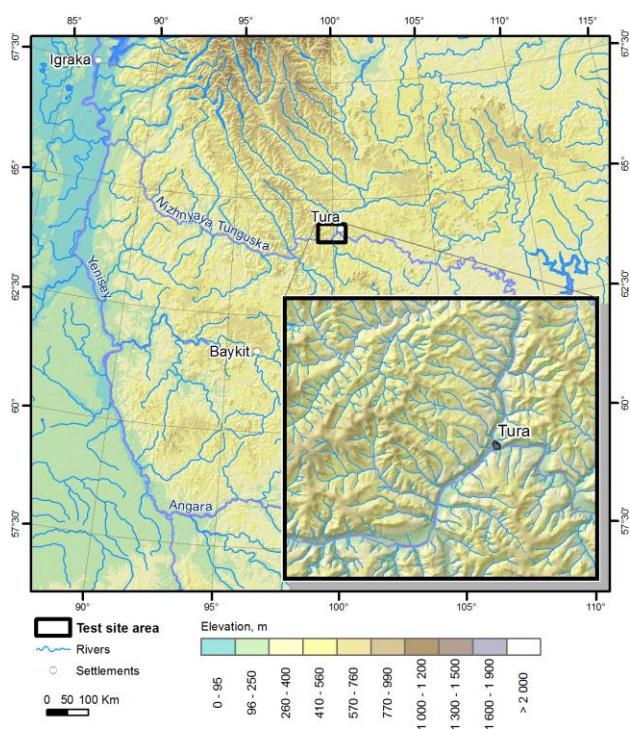 85° 90° 95° 100° 105° 110° 115°
67°30'
67°30'
Igraka
65°
65°
Nizhnyaya Tunguska
Tura
Yenisey
62°30'
62°30'
Baykit
Tura
60°
60°
Angara
57°30'
57°30'
90° 95° 100° 105° 110°
Test site area
Rivers
Settlements
0 50 100 Km
Elevation, m
0 - 95
96 - 250
260 - 400
410 - 560
570 - 760
770 - 990
1 000 - 1 200
1 300 - 1 500
1 600 - 1 900
> 2 000